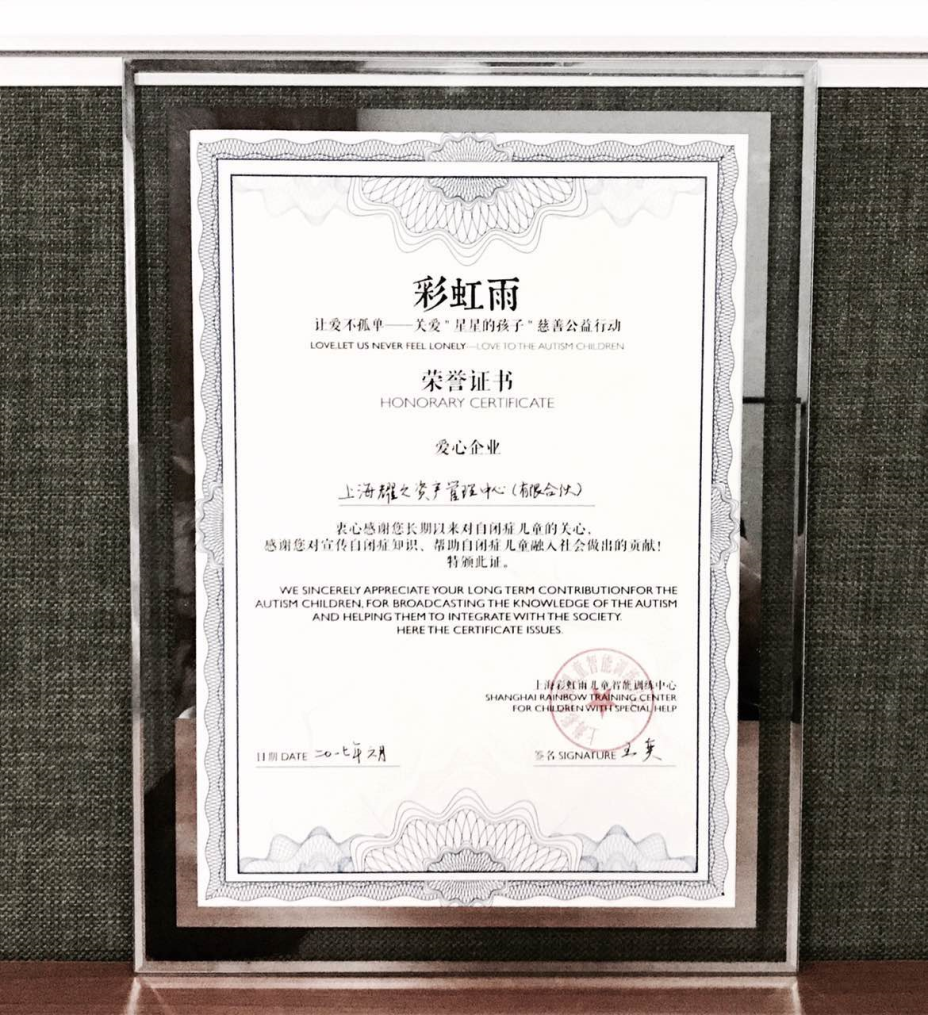 彩虹雨
让爱不孤单——关爱"星星的孩子"慈善公益行动
LOVE.LET US NEVER FEEL LONELY—LOVE TO THE AUTISM CHILDREN
荣誉证书
HONORARY CERTIFICATE
爱心企业
上海耀之资产管理中心(有限合伙)
衷心感谢您长期以来对自闭症儿童的关心,
感谢您对宣传自闭症知识、帮助自闭症儿童融入社会做出的贡献!
特颁此证。
WE SINCERELY APPRECIATE YOUR LONG TERM CONTRIBUTIONFOR THE
AUTISM CHILDREN, FOR BROADCASTING THE KNOWLEDGE OF THE AUTISM
AND HELPING THEM TO INTEGRATE WITH THE SOCIETY.
HERE THE CERTIFICATE ISSUES.
上海彩虹雨儿童智能训练中心
SHANGHAI RAINBOW TRAINING CENTER
FOR CHILDREN WITH SPECIAL HELP
日期 DATE 二〇一七年二月
签名 SIGNATURE